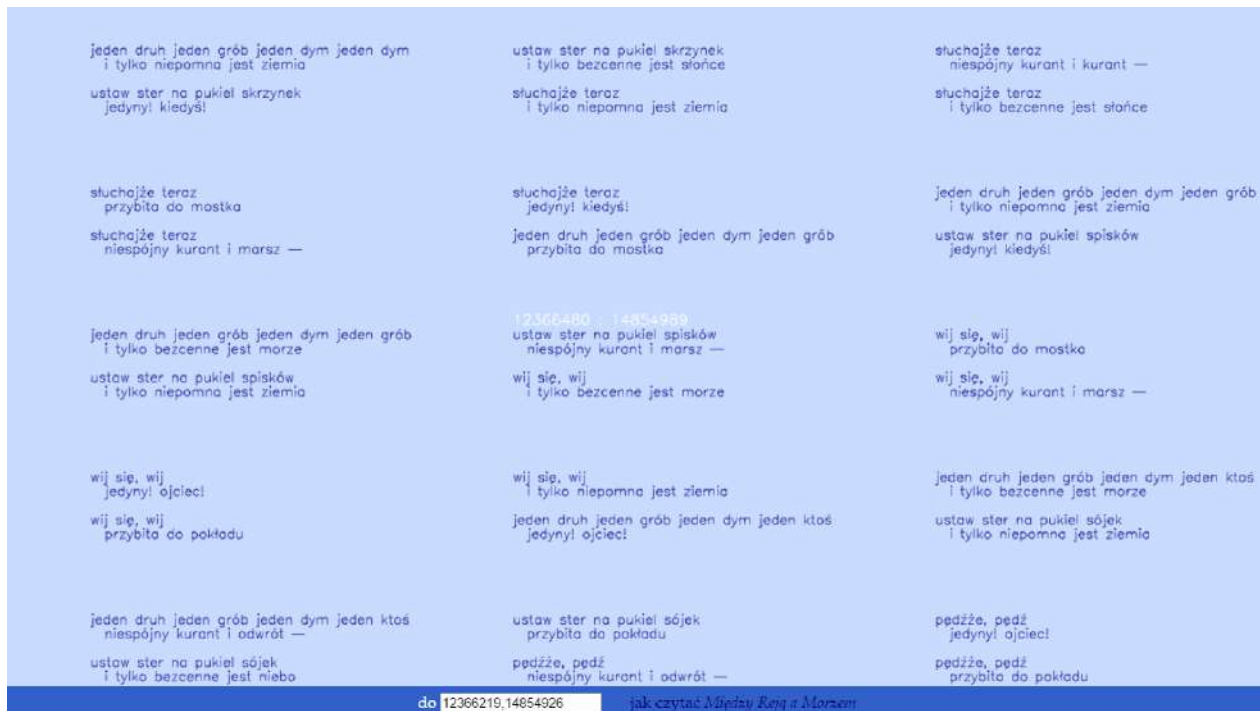 jeden druh jeden grób jeden dym jeden dym
i tylko niepomna jest ziemia
ustaw ster na pukiel skrzynek
jedyny! kiedyś!
ustaw ster na pukiel skrzynek
i tylko bezcenne jest słońce
słuchajże teraz
i tylko niepomna jest ziemia
słuchajże teraz
niespójny kurant i kurant —
słuchajże teraz
i tylko bezcenne jest słońce
słuchajże teraz
przybita do mostka
słuchajże teraz
niespójny kurant i marsz —
słuchajże teraz
jedyny! kiedyś!
jeden druh jeden grób jeden dym jeden grób
przybita do mostka
jeden druh jeden grób jeden dym jeden grób
i tylko niepomna jest ziemia
ustaw ster na pukiel spisków
jedyny! kiedyś!
jeden druh jeden grób jeden dym jeden grób
i tylko bezcenne jest morze
ustaw ster na pukiel spisków
i tylko niepomna jest ziemia
12366480 : 14854989
ustaw ster na pukiel spisków
niespójny kurant i marsz —
wij się, wij
i tylko bezcenne jest morze
wij się, wij
przybita do mostka
wij się, wij
niespójny kurant i marsz —
wij się, wij
jedyny! ojciec!
wij się, wij
przybita do pokładu
wij się, wij
i tylko niepomna jest ziemia
jeden druh jeden grób jeden dym jeden ktoś
jedyny! ojciec!
jeden druh jeden grób jeden dym jeden ktoś
i tylko bezcenne jest morze
ustaw ster na pukiel sójek
i tylko niepomna jest ziemia
jeden druh jeden grób jeden dym jeden ktoś
niespójny kurant i odwrót —
ustaw ster na pukiel sójek
i tylko bezcenne jest niebo
ustaw ster na pukiel sójek
przybita do pokładu
pędźże, pędź
niespójny kurant i odwrót —
pędźże, pędź
jedyny! ojciec!
pędźże, pędź
przybita do pokładu
do 12366219,14854926 jak czytać Między Reją a Morzem